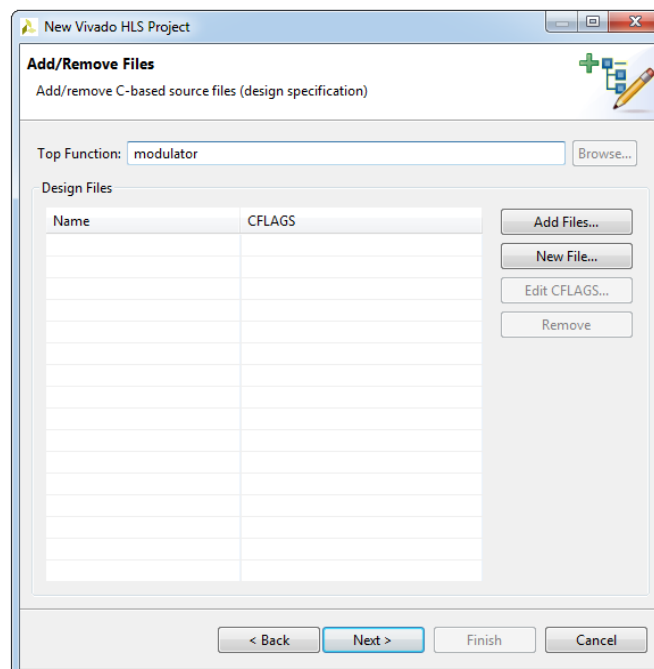 New Vivado HLS Project
Add/Remove Files
Add/remove C-based source files (design specification)
Top Function: modulator Browse...
Design Files
Name CFLAGS Add Files...
New File...
Edit CFLAGS...
Remove
< Back Next > Finish Cancel